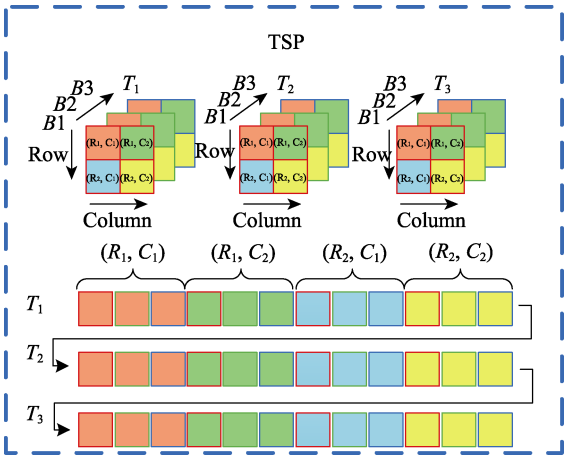 TSP
B3 T₁ B3 T₂ B3 T₃
B2 B2 B2
B1 B1 B1
(R₁, C₁) (R₁, C₂) (R₁, C₁) (R₁, C₂) (R₁, C₁) (R₁, C₂)
Row Row Row
(R₂, C₁) (R₂, C₂) (R₂, C₁) (R₂, C₂) (R₂, C₁) (R₂, C₂)
Column Column Column
(R₁, C₁) (R₁, C₂) (R₂, C₁) (R₂, C₂)
T₁
T₂
T₃